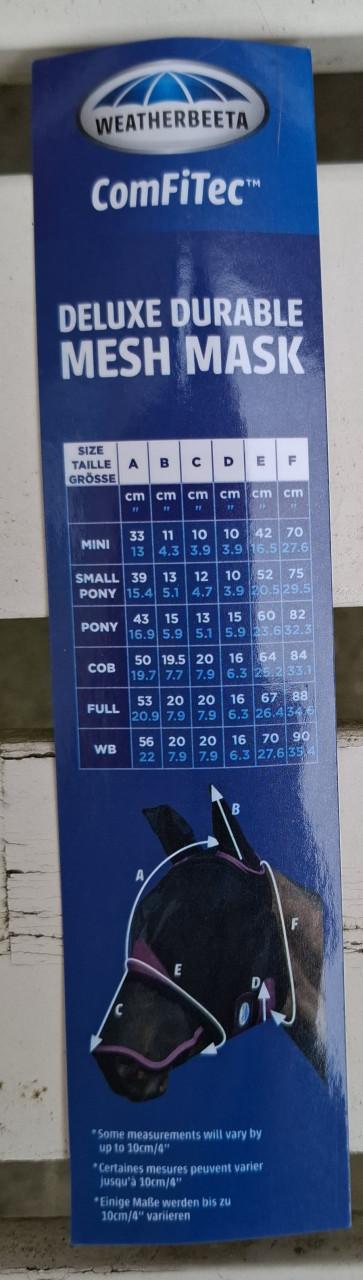 WEATHERBEETA
ComFiTec™
DELUXE DURABLE
MESH MASK
SIZE
TAILLE
GRÖSSE
A B C D E F
cm cm cm cm cm cm
" " " " " "
MINI 33 11 10 10 42 70
13 4.3 3.9 3.9 16.5 27.6
SMALL PONY 39 13 12 10 52 75
15.4 5.1 4.7 3.9 20.5 29.5
PONY 43 15 13 15 60 82
16.9 5.9 5.1 5.9 23.6 32.3
COB 50 19.5 20 16 64 84
19.7 7.7 7.9 6.3 25.2 33.1
FULL 53 20 20 16 67 88
20.9 7.9 7.9 6.3 26.4 34.6
WB 56 20 20 16 70 90
22 7.9 7.9 6.3 27.6 35.4
B
A
F
E
D
C
*Some measurements will vary by
up to 10cm/4"
*Certaines mesures peuvent varier
jusqu'à 10cm/4"
*Einige Maße werden bis zu
10cm/4" variieren